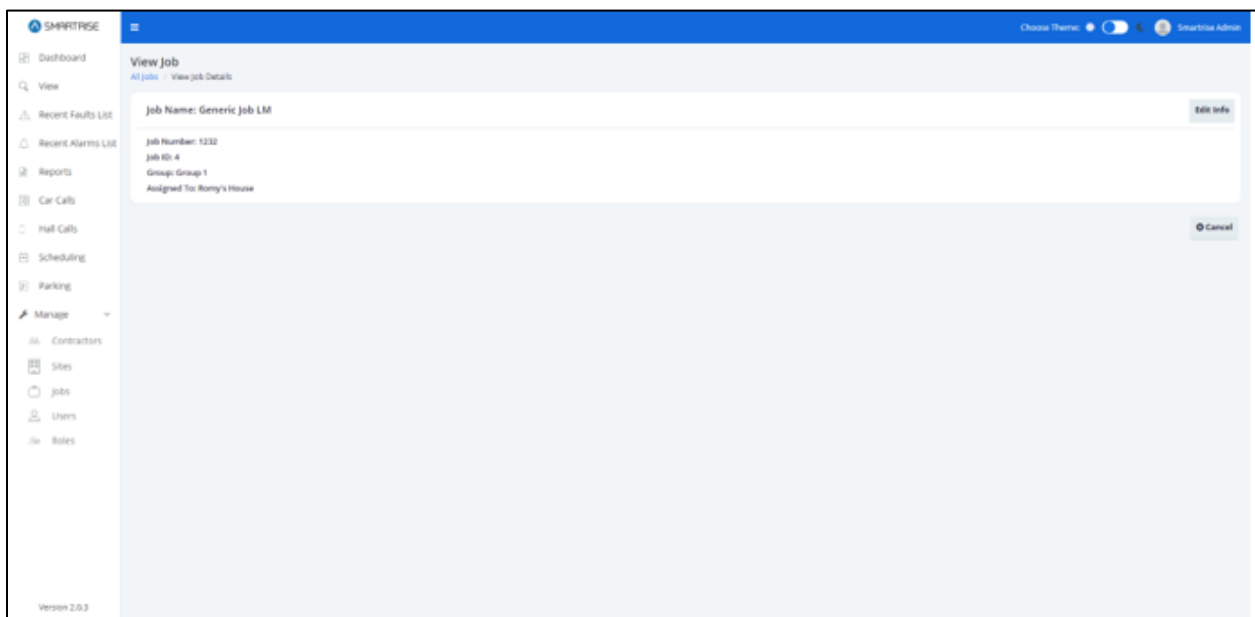 SMARTRISE
Choose Theme:
Smartrise Admin
Dashboard
View
Recent Faults List
Recent Alarms List
Reports
Car Calls
Hall Calls
Scheduling
Parking
Manage
Contractors
Sites
Jobs
Users
Roles
Version 2.0.3
View Job
All Jobs / View Job Details
Job Name: Generic Job LM
Edit Info
Job Number: 1232
Job ID: 4
Group: Group 1
Assigned To: Romy's House
Cancel